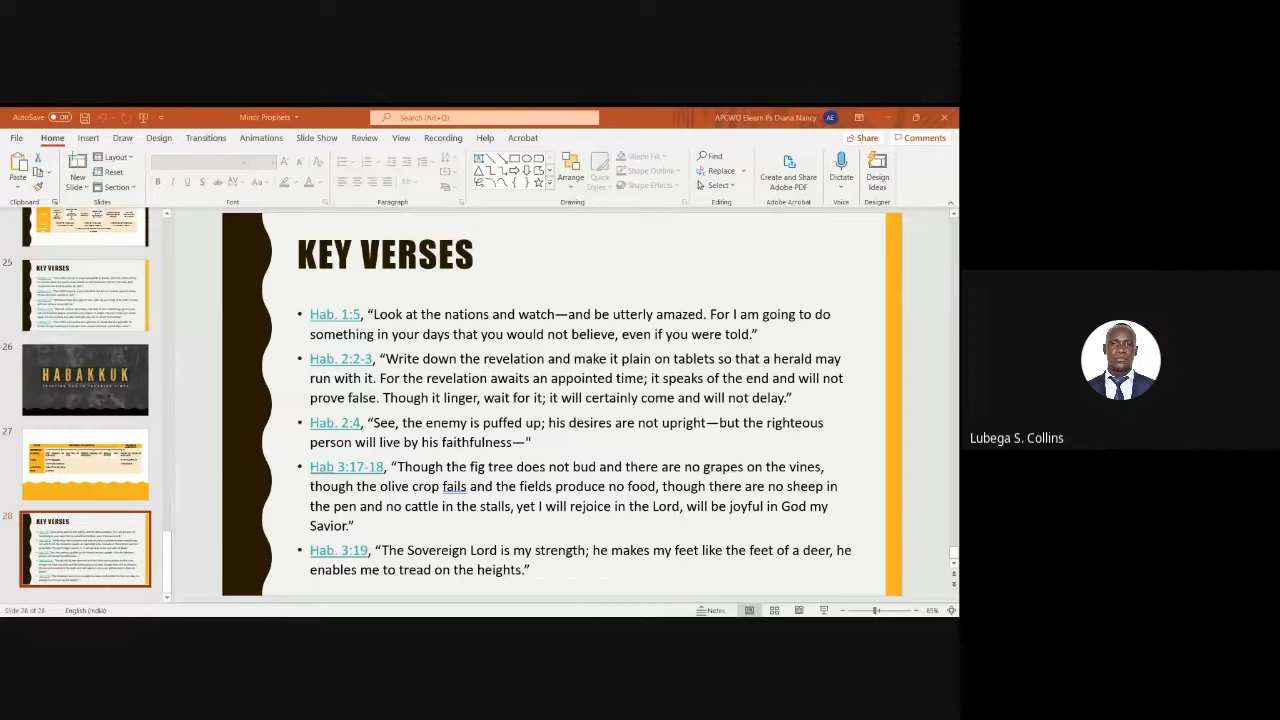 AutoSave Off
Minor Prophets
Search (Alt+Q)
APCWO Elearn Ps Diana Nancy
AE
File Home Insert Draw Design Transitions Animations Slide Show Review View Recording Help Acrobat
Share Comments
Paste
New
Slide
Layout
Reset
Section
B I U S ab AV Aa A
Arrange
Quick
Styles
Shape Fill
Shape Outline
Shape Effects
Find
Replace
Select
Create and Share
Adobe PDF
Dictate
Design
Ideas
Clipboard Slides Font Paragraph Drawing Editing Adobe Acrobat Voice Designer
25
KEY VERSES
26
HABAKKUK
27
28
KEY VERSES
KEY VERSES
• Hab. 1:5, “Look at the nations and watch—and be utterly amazed. For I am going to do
something in your days that you would not believe, even if you were told.”
• Hab. 2:2-3, “Write down the revelation and make it plain on tablets so that a herald may
run with it. For the revelation awaits an appointed time; it speaks of the end and will not
prove false. Though it linger, wait for it; it will certainly come and will not delay.”
• Hab. 2:4, “See, the enemy is puffed up; his desires are not upright—but the righteous
person will live by his faithfulness—"
• Hab 3:17-18, “Though the fig tree does not bud and there are no grapes on the vines,
though the olive crop fails and the fields produce no food, though there are no sheep in
the pen and no cattle in the stalls, yet I will rejoice in the Lord, will be joyful in God my
Savior.”
• Hab. 3:19, “The Sovereign Lord my strength; he makes my feet like the feet of a deer, he
enables me to tread on the heights.”
Slide 28 of 28
English (India)
Notes
85%
Lubega S. Collins